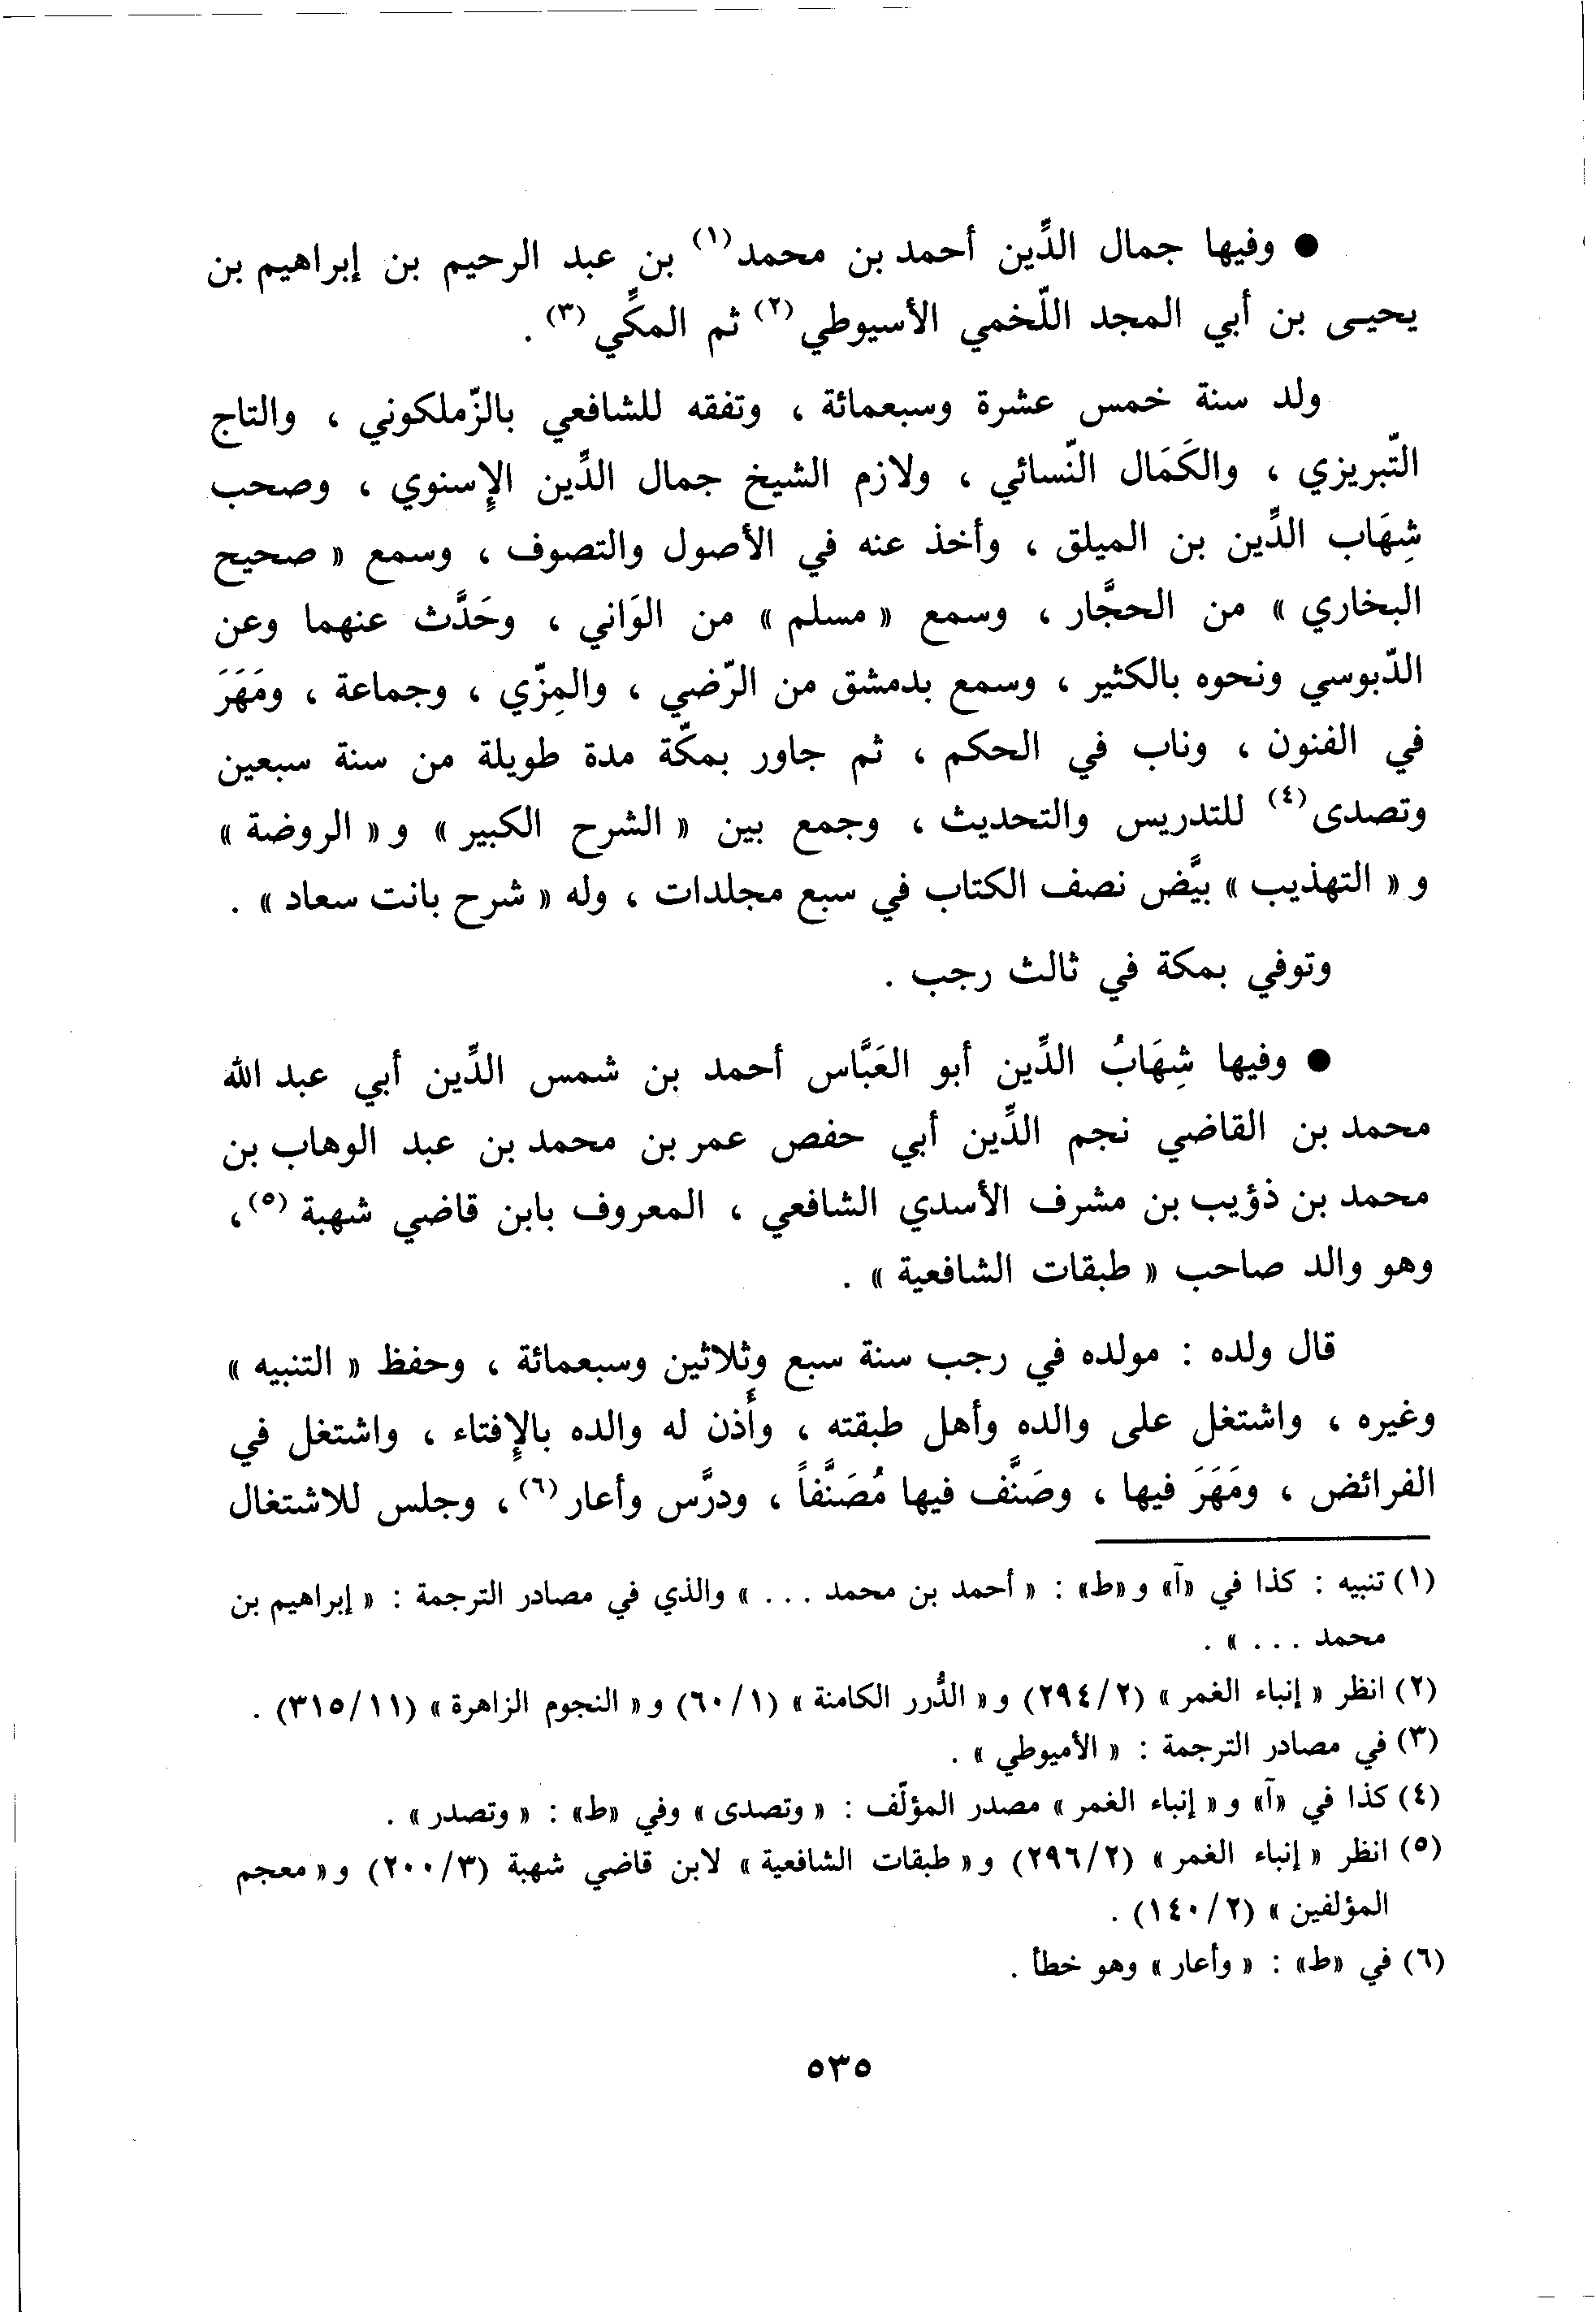 ● وفيها جمال الدِّين أحمد بن محمد (١) بن عبد الرحيم بن إبراهيم بن
يحيى بن أبي المجد اللّخمي الأسيوطي (٢) ثم المكِّي (٣) .
ولد سنة خمس عشرة وسبعمائة ، وتفقه للشافعي بالزّملكوني ، والتاج
التّبريزي ، والكَمَال النّسائي ، ولازم الشيخ جمال الدِّين الإسنوي ، وصحب
شِهَاب الدِّين بن الميلق ، وأخذ عنه في الأصول والتصوف ، وسمع « صحيح
البخاري » من الحجَّار ، وسمع « مسلم » من الوَاني ، وحَدَّث عنهما وعن
الدّبوسي ونحوه بالكثير ، وسمع بدمشق من الرّضي ، والمِزّي ، وجماعة ، ومَهَرَ
في الفنون ، وناب في الحكم ، ثم جاور بمكّة مدة طويلة من سنة سبعين
وتصدى (٤) للتدريس والتحديث ، وجمع بين « الشرح الكبير » و « الروضة »
و « التهذيب » بيَّض نصف الكتاب في سبع مجلدات ، وله « شرح بانت سعاد » .
وتوفي بمكة في ثالث رجب .
● وفيها شِهَابُ الدِّين أبو العَبَّاس أحمد بن شمس الدِّين أبي عبد الله
محمد بن القاضي نجم الدِّين أبي حفص عمر بن محمد بن عبد الوهاب بن
محمد بن ذؤيب بن مشرف الأسدي الشافعي ، المعروف بابن قاضي شهبة (٥) ،
وهو والد صاحب « طبقات الشافعية » .
قال ولده : مولده في رجب سنة سبع وثلاثين وسبعمائة ، وحفظ « التنبيه »
وغيره ، واشتغل على والده وأهل طبقته ، وأَذن له والده بالإفتاء ، واشتغل في
الفرائض ، ومَهَرَ فيها ، وصَنَّف فيها مُصَنَّفاً ، ودرَّس وأعار (٦) ، وجلس للاشتغال
(١) تنبيه : كذا في «آ» و «ط» : « أحمد بن محمد . . . » والذي في مصادر الترجمة : « إبراهيم بن
محمد . . . » .
(٢) انظر « إنباء الغمر » (٢/ ٢٩٤) و « الدُّرر الكامنة » (١/ ٦٠) و « النجوم الزاهرة » (١١/ ٣١٥) .
(٣) في مصادر الترجمة : « الأميوطي » .
(٤) كذا في «آ» و « إنباء الغمر » مصدر المؤلّف : « وتصدى » وفي «ط» : « وتصدر » .
(٥) انظر « إنباء الغمر » (٢/ ٢٩٦) و « طبقات الشافعية » لابن قاضي شهبة (٣/ ٢٠٠) و « معجم
المؤلفين » (٢/ ١٤٠) .
(٦) في «ط» : « وأعار » وهو خطأ .
٥٣٥